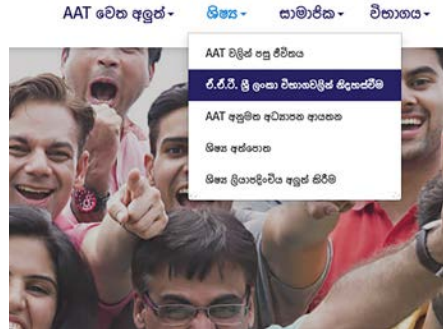 AAT වෙත අලුත් ශිෂ්‍ය සාමාජික විභාගය
AAT වලින් පසු ජීවිතය
ඒ.ඒ.ටී. ශ්‍රී ලංකා විභාගවලින් නිදහස්වීම්
AAT අනුමත අධ්‍යාපන ආයතන
ශිෂ්‍ය අත්පොත
ශිෂ්‍ය ලියාපදිංචිය අලුත් කිරීම